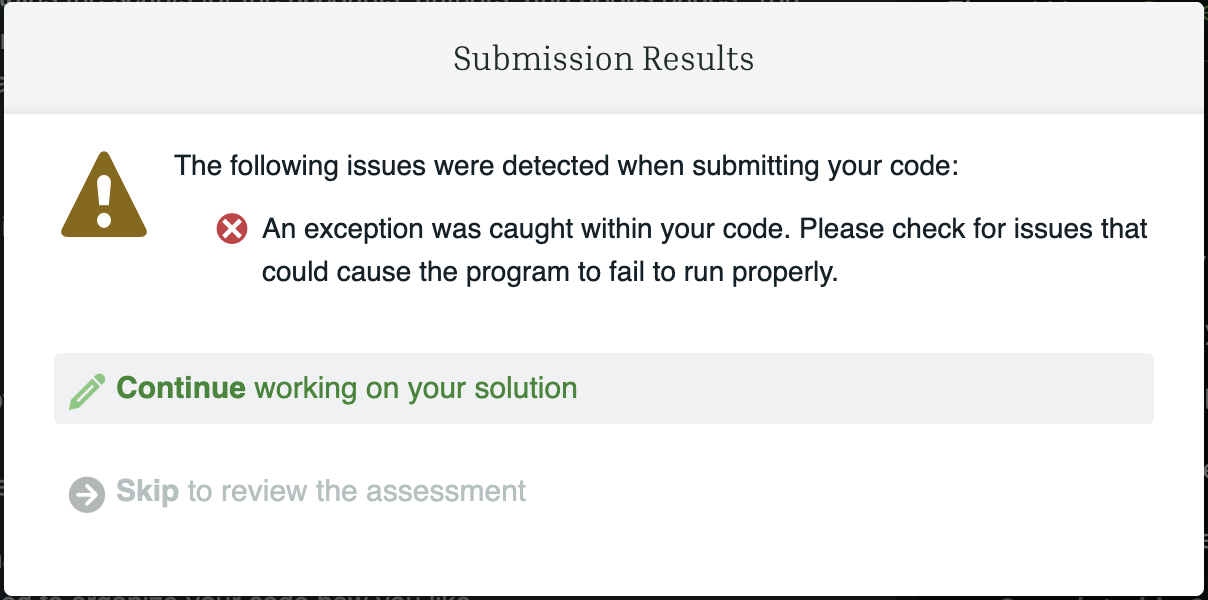 Submission Results
The following issues were detected when submitting your code:
An exception was caught within your code. Please check for issues that
could cause the program to fail to run properly.
Continue working on your solution
Skip to review the assessment